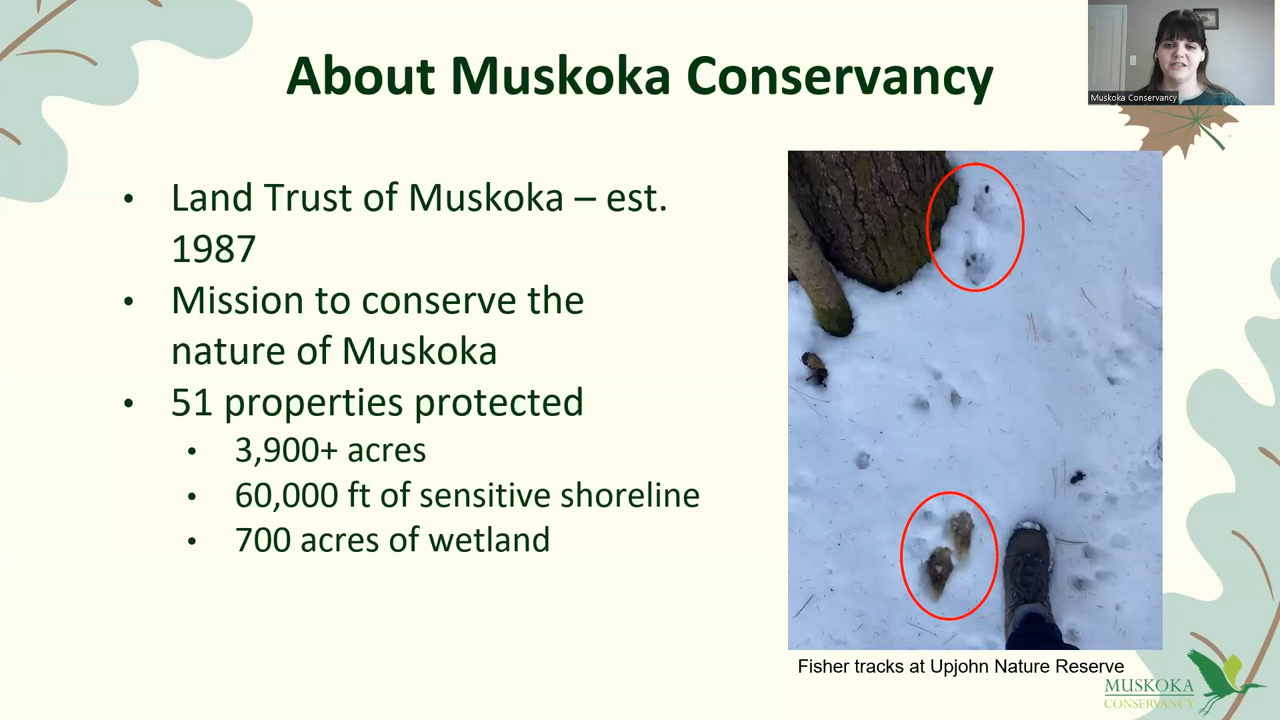 About Muskoka Conservancy
Muskoka Conservancy
• Land Trust of Muskoka – est.
1987
• Mission to conserve the
nature of Muskoka
• 51 properties protected
• 3,900+ acres
• 60,000 ft of sensitive shoreline
• 700 acres of wetland
Fisher tracks at Upjohn Nature Reserve
MUSKOKA
CONSERVANCY